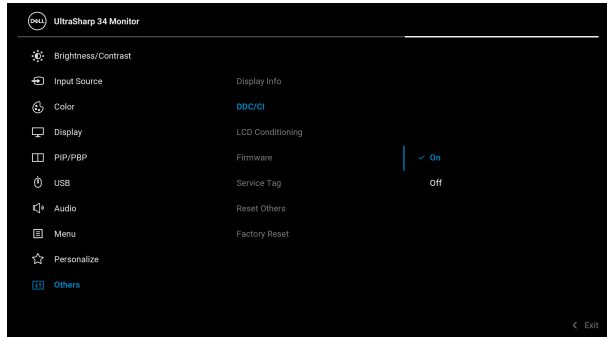 DELL UltraSharp 34 Monitor
Brightness/Contrast
Input Source
Color
Display
PIP/PBP
USB
Audio
Menu
Personalize
Others
Display Info
DDC/CI
LCD Conditioning
Firmware
Service Tag
Reset Others
Factory Reset
On
Off
Exit